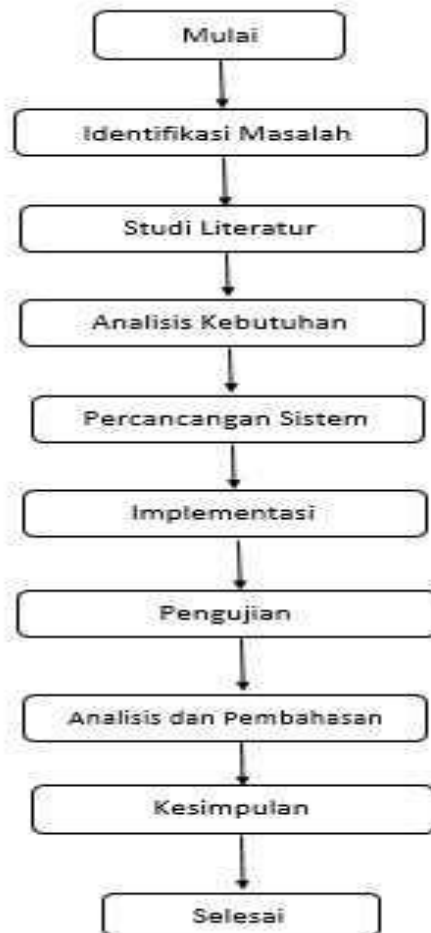 Mulai
Identifikasi Masalah
Studi Literatur
Analisis Kebutuhan
Percancangan Sistem
Implementasi
Pengujian
Analisis dan Pembahasan
Kesimpulan
Selesai